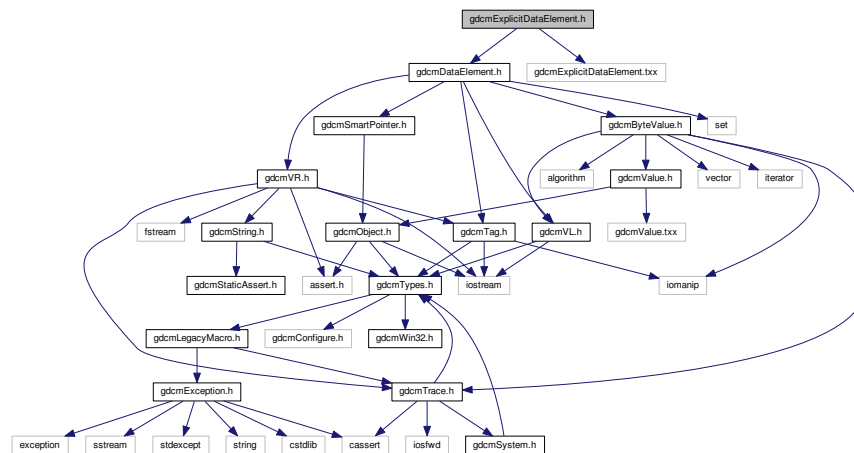 gdcmExplicitDataElement.h
gdcmDataElement.h
gdcmExplicitDataElement.txx
gdcmSmartPointer.h
gdcmByteValue.h
set
gdcmVR.h
algorithm
gdcmValue.h
vector
iterator
fstream
gdcmString.h
gdcmObject.h
gdcmTag.h
gdcmVL.h
gdcmValue.txx
gdcmStaticAssert.h
assert.h
gdcmTypes.h
iostream
iomanip
gdcmLegacyMacro.h
gdcmConfigure.h
gdcmWin32.h
gdcmException.h
gdcmTrace.h
exception
sstream
stdexcept
string
cstdlib
cassert
iosfwd
gdcmSystem.h